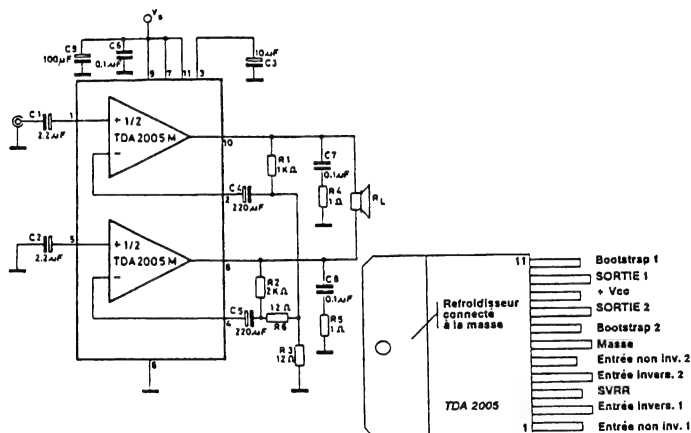 Vs
C9
100µF
C6
0.1µF
10µF
C3
9
7
11
3
C1
2.2µF
1
+ 1/2
TDA2005M
−
10
R1
1KΩ
C7
0.1µF
R4
1Ω
RL
C4
220µF
2
C2
2.2µF
5
+ 1/2
TDA2005M
−
R2
2KΩ
C8
0.1µF
C5
220µF
4
12Ω
R6
R5
1Ω
R3
12Ω
6
Refroidisseur
connecté
à la masse
TDA 2005
11
1
Bootstrap 1
SORTIE 1
+ Vcc
SORTIE 2
Bootstrap 2
Masse
Entrée non inv. 2
Entrée invers. 2
SVRR
Entrée invers. 1
Entrée non inv. 1